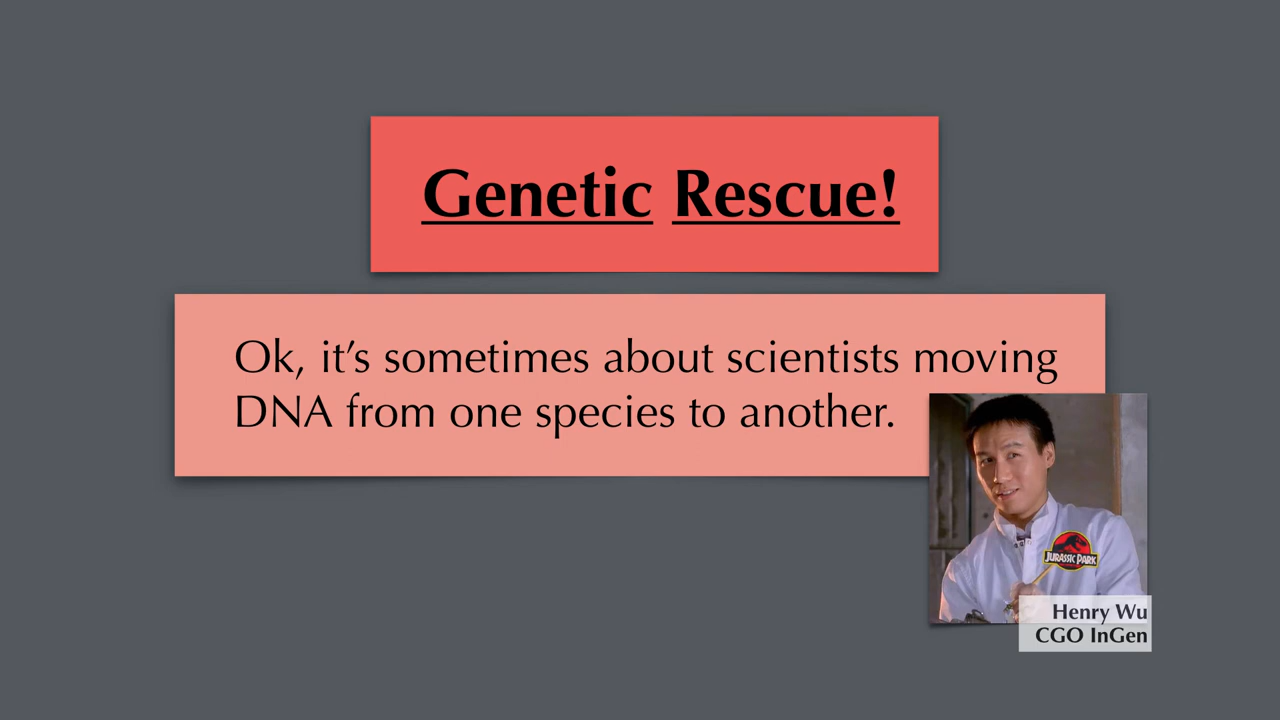 Genetic Rescue!
Ok, it’s sometimes about scientists moving
DNA from one species to another.
JURASSIC PARK
Henry Wu
CGO InGen